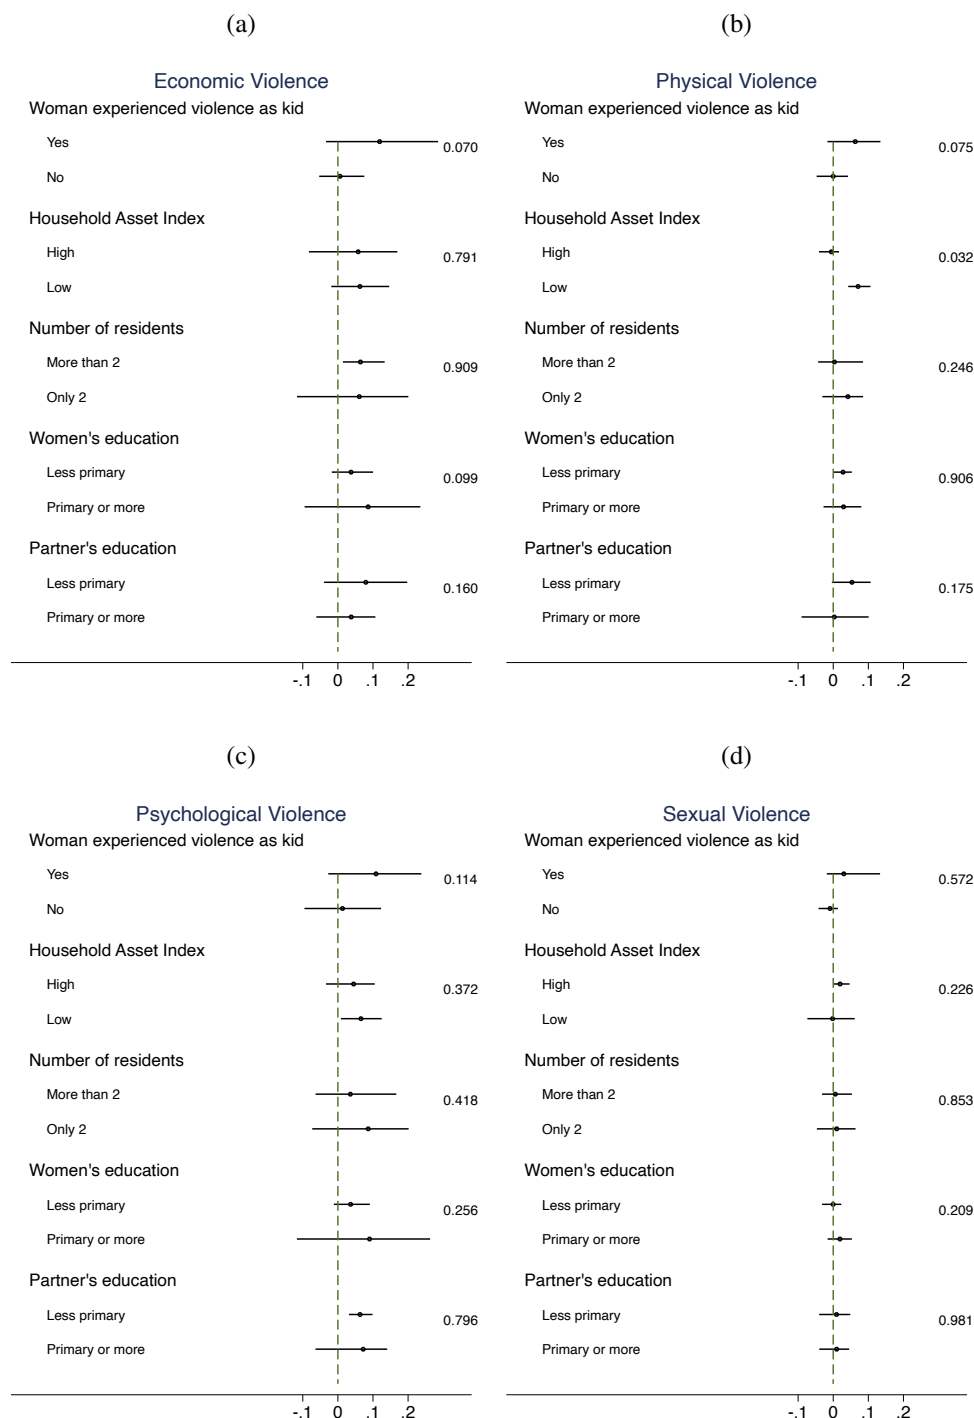 (a)
Economic Violence
Woman experienced violence as kid
Yes
0.070
No
Household Asset Index
High
0.791
Low
Number of residents
More than 2
0.909
Only 2
Women's education
Less primary
0.099
Primary or more
Partner's education
Less primary
0.160
Primary or more
-.1 0 .1 .2
(b)
Physical Violence
Woman experienced violence as kid
Yes
0.075
No
Household Asset Index
High
0.032
Low
Number of residents
More than 2
0.246
Only 2
Women's education
Less primary
0.906
Primary or more
Partner's education
Less primary
0.175
Primary or more
-.1 0 .1 .2
(c)
Psychological Violence
Woman experienced violence as kid
Yes
0.114
No
Household Asset Index
High
0.372
Low
Number of residents
More than 2
0.418
Only 2
Women's education
Less primary
0.256
Primary or more
Partner's education
Less primary
0.796
Primary or more
-.1 0 .1 .2
(d)
Sexual Violence
Woman experienced violence as kid
Yes
0.572
No
Household Asset Index
High
0.226
Low
Number of residents
More than 2
0.853
Only 2
Women's education
Less primary
0.209
Primary or more
Partner's education
Less primary
0.981
Primary or more
-.1 0 .1 .2